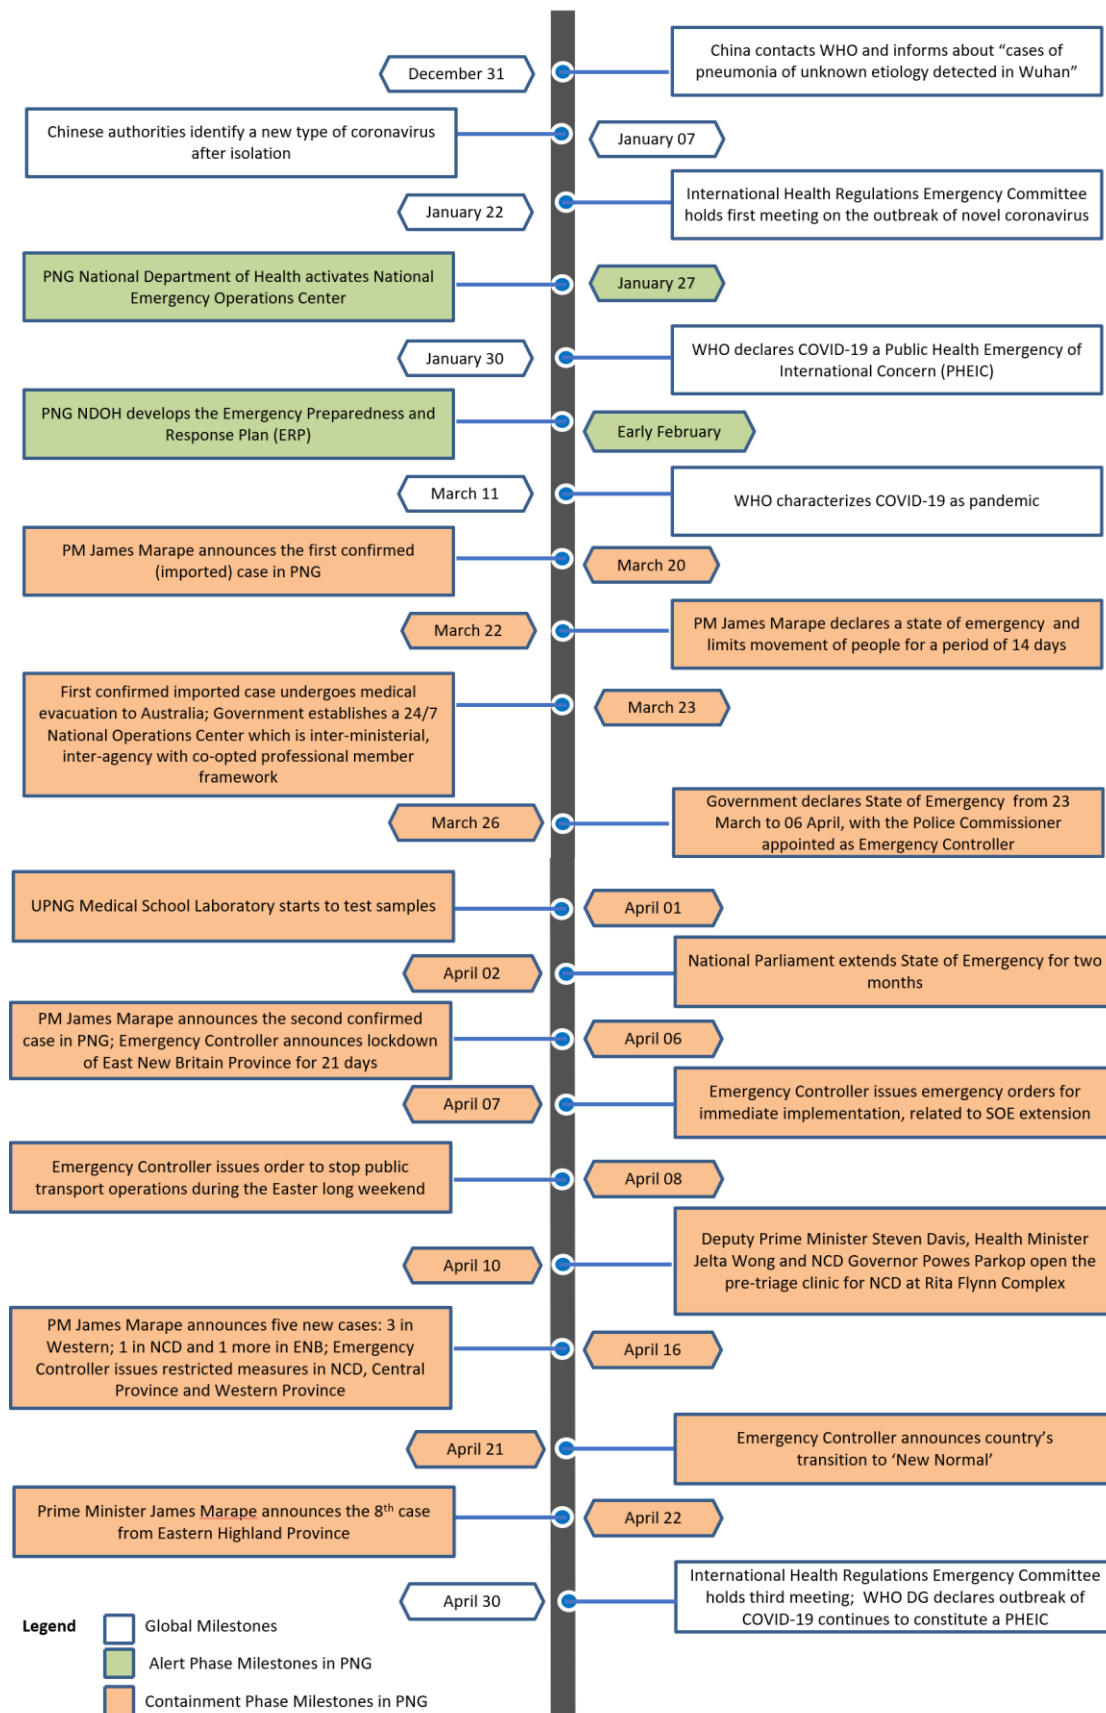 December 31
China contacts WHO and informs about “cases of
pneumonia of unknown etiology detected in Wuhan”
Chinese authorities identify a new type of coronavirus
after isolation
January 07
January 22
International Health Regulations Emergency Committee
holds first meeting on the outbreak of novel coronavirus
PNG National Department of Health activates National
Emergency Operations Center
January 27
January 30
WHO declares COVID-19 a Public Health Emergency of
International Concern (PHEIC)
PNG NDOH develops the Emergency Preparedness and
Response Plan (ERP)
Early February
March 11
WHO characterizes COVID-19 as pandemic
PM James Marape announces the first confirmed
(imported) case in PNG
March 20
March 22
PM James Marape declares a state of emergency and
limits movement of people for a period of 14 days
First confirmed imported case undergoes medical
evacuation to Australia; Government establishes a 24/7
National Operations Center which is inter-ministerial,
inter-agency with co-opted professional member
framework
March 23
March 26
Government declares State of Emergency from 23
March to 06 April, with the Police Commissioner
appointed as Emergency Controller
UPNG Medical School Laboratory starts to test samples
April 01
April 02
National Parliament extends State of Emergency for two
months
PM James Marape announces the second confirmed
case in PNG; Emergency Controller announces lockdown
of East New Britain Province for 21 days
April 06
April 07
Emergency Controller issues emergency orders for
immediate implementation, related to SOE extension
Emergency Controller issues order to stop public
transport operations during the Easter long weekend
April 08
April 10
Deputy Prime Minister Steven Davis, Health Minister
Jelta Wong and NCD Governor Powes Parkop open the
pre-triage clinic for NCD at Rita Flynn Complex
PM James Marape announces five new cases: 3 in
Western; 1 in NCD and 1 more in ENB; Emergency
Controller issues restricted measures in NCD, Central
Province and Western Province
April 16
April 21
Emergency Controller announces country’s
transition to ‘New Normal’
Prime Minister James Marape announces the 8th case
from Eastern Highland Province
April 22
April 30
International Health Regulations Emergency Committee
holds third meeting; WHO DG declares outbreak of
COVID-19 continues to constitute a PHEIC
Legend
Global Milestones
Alert Phase Milestones in PNG
Containment Phase Milestones in PNG